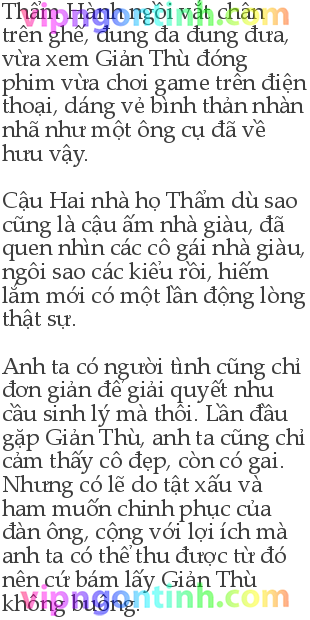 Thẩm Hành ngồi vắt chân
trên ghế, đung đa đung đưa,
vừa xem Giản Thù đóng
phim vừa chơi game trên điện
thoại, dáng vẻ bình thản nhàn
nhã như một ông cụ đã về
hưu vậy.
Cậu Hai nhà họ Thẩm dù sao
cũng là cậu ấm nhà giàu, đã
quen nhìn các cô gái nhà giàu,
ngôi sao các kiểu rồi, hiếm
lắm mới có một lần động lòng
thật sự.
Anh ta có người tình cũng chỉ
đơn giản để giải quyết nhu
cầu sinh lý mà thôi. Lần đầu
gặp Giản Thù, anh ta cũng chỉ
cảm thấy cô đẹp, còn có gai.
Nhưng có lẽ do tật xấu và
ham muốn chinh phục của
đàn ông, cộng với lợi ích mà
anh ta có thể thu được từ đó
nên cứ bám lấy Giản Thù
không buông.
vipngontinh.com
vipngontinh.com